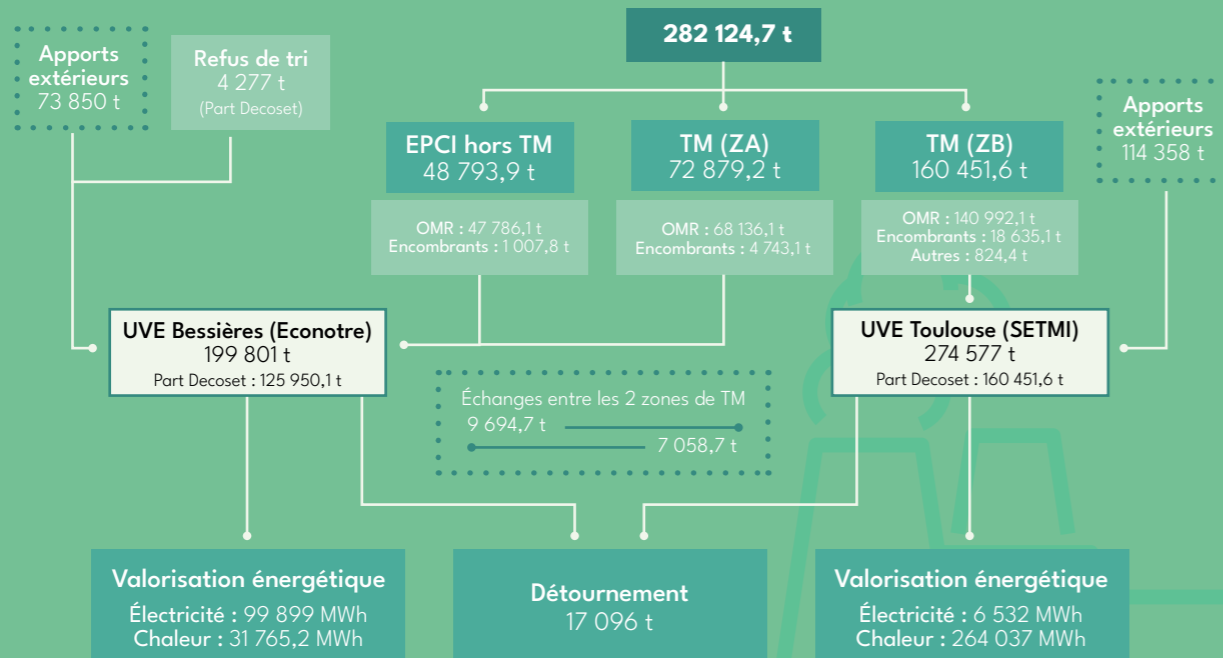 282 124,7 t
Apports
extérieurs
73 850 t
Refus de tri
4 277 t
(Part Decoset)
EPCI hors TM
48 793,9 t
TM (ZA)
72 879,2 t
TM (ZB)
160 451,6 t
Apports
extérieurs
114 358 t
OMR : 47 786,1 t
Encombrants : 1 007,8 t
OMR : 68 136,1 t
Encombrants : 4 743,1 t
OMR : 140 992,1 t
Encombrants : 18 635,1 t
Autres : 824,4 t
UVE Bessières (Econotre)
199 801 t
Part Decoset : 125 950,1 t
UVE Toulouse (SETMI)
274 577 t
Part Decoset : 160 451,6 t
Échanges entre les 2 zones de TM
9 694,7 t
7 058,7 t
Valorisation énergétique
Électricité : 99 899 MWh
Chaleur : 31 765,2 MWh
Détournement
17 096 t
Valorisation énergétique
Électricité : 6 532 MWh
Chaleur : 264 037 MWh